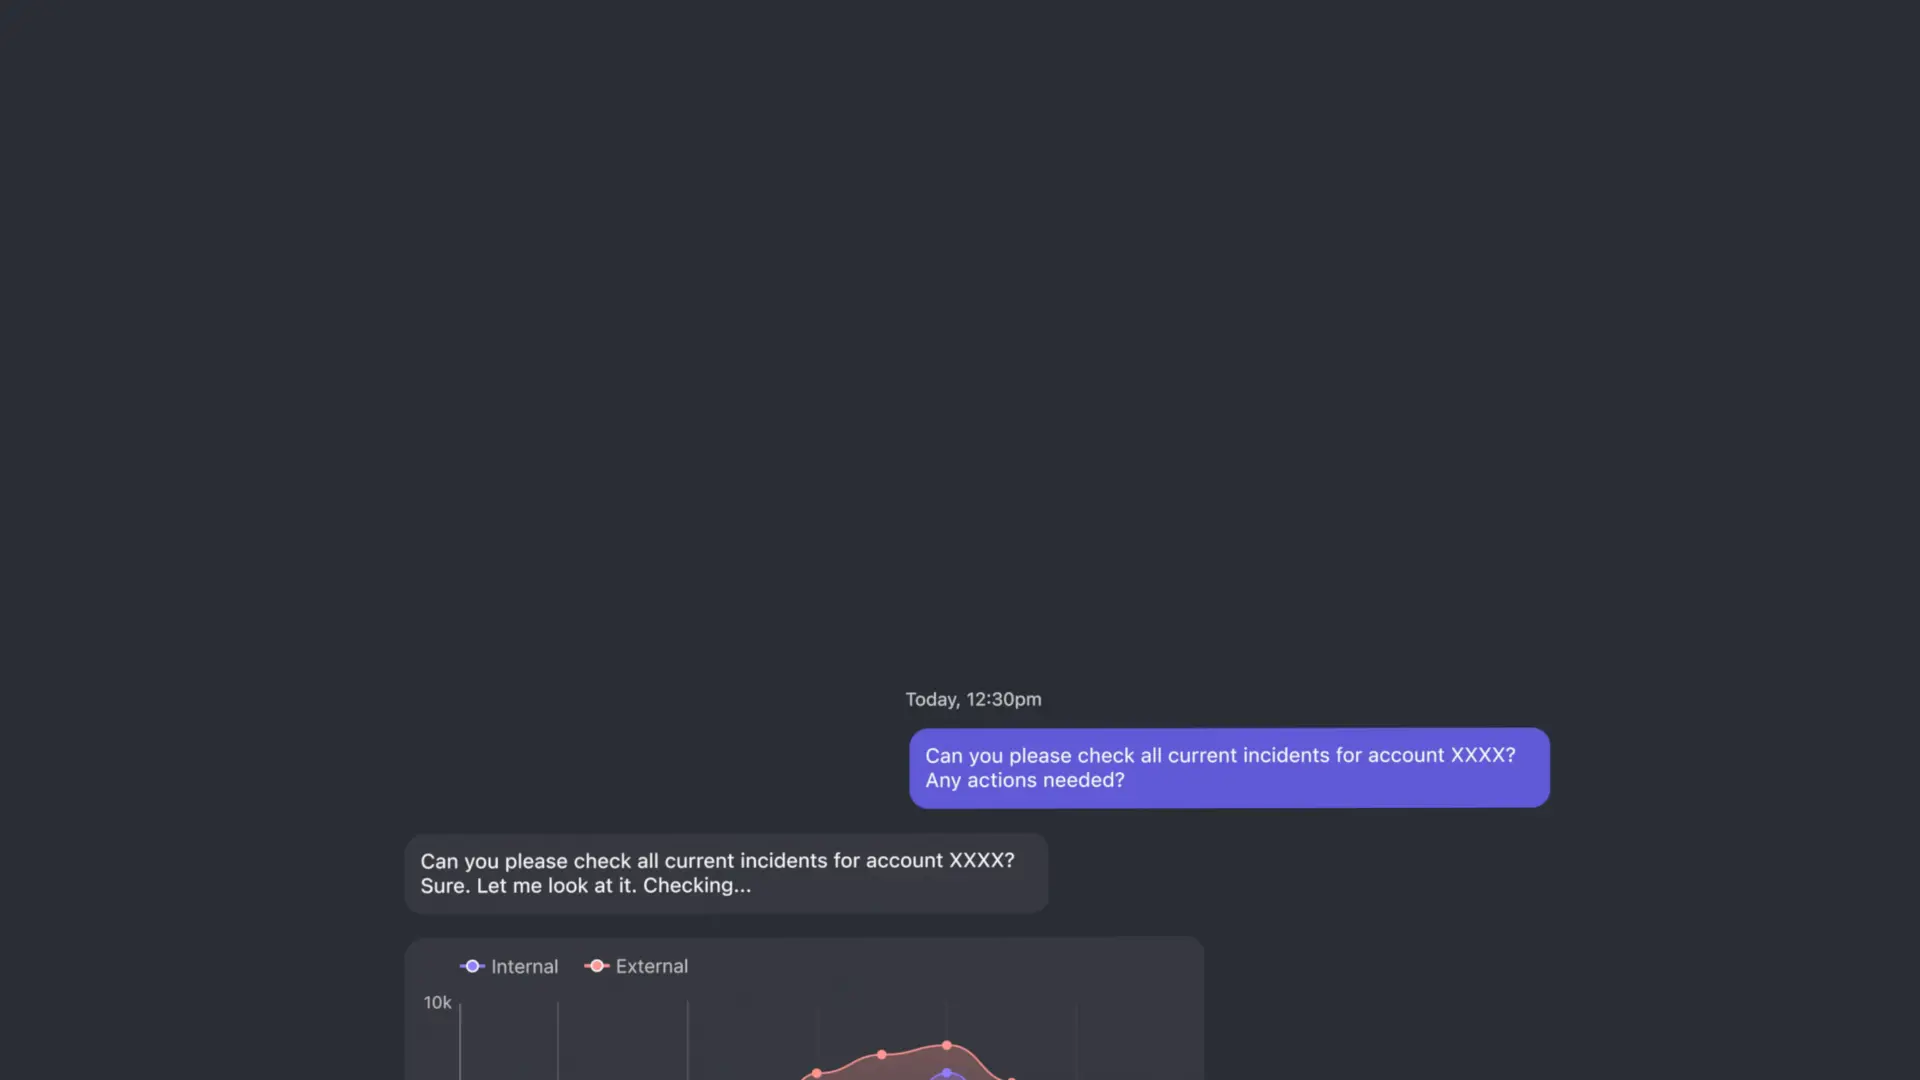 Today, 12:30pm
Can you please check all current incidents for account XXXX?
Any actions needed?
Can you please check all current incidents for account XXXX?
Sure. Let me look at it. Checking...
Internal External
10k